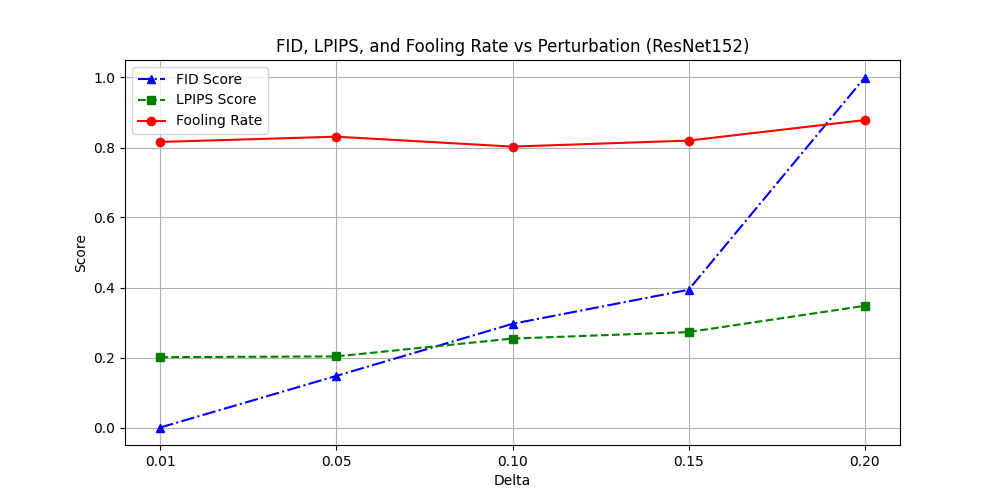 FID, LPIPS, and Fooling Rate vs Perturbation (ResNet152)
FID Score
LPIPS Score
Fooling Rate
1.0
0.8
0.6
0.4
0.2
0.0
Score
0.01 0.05 0.10 0.15 0.20
Delta